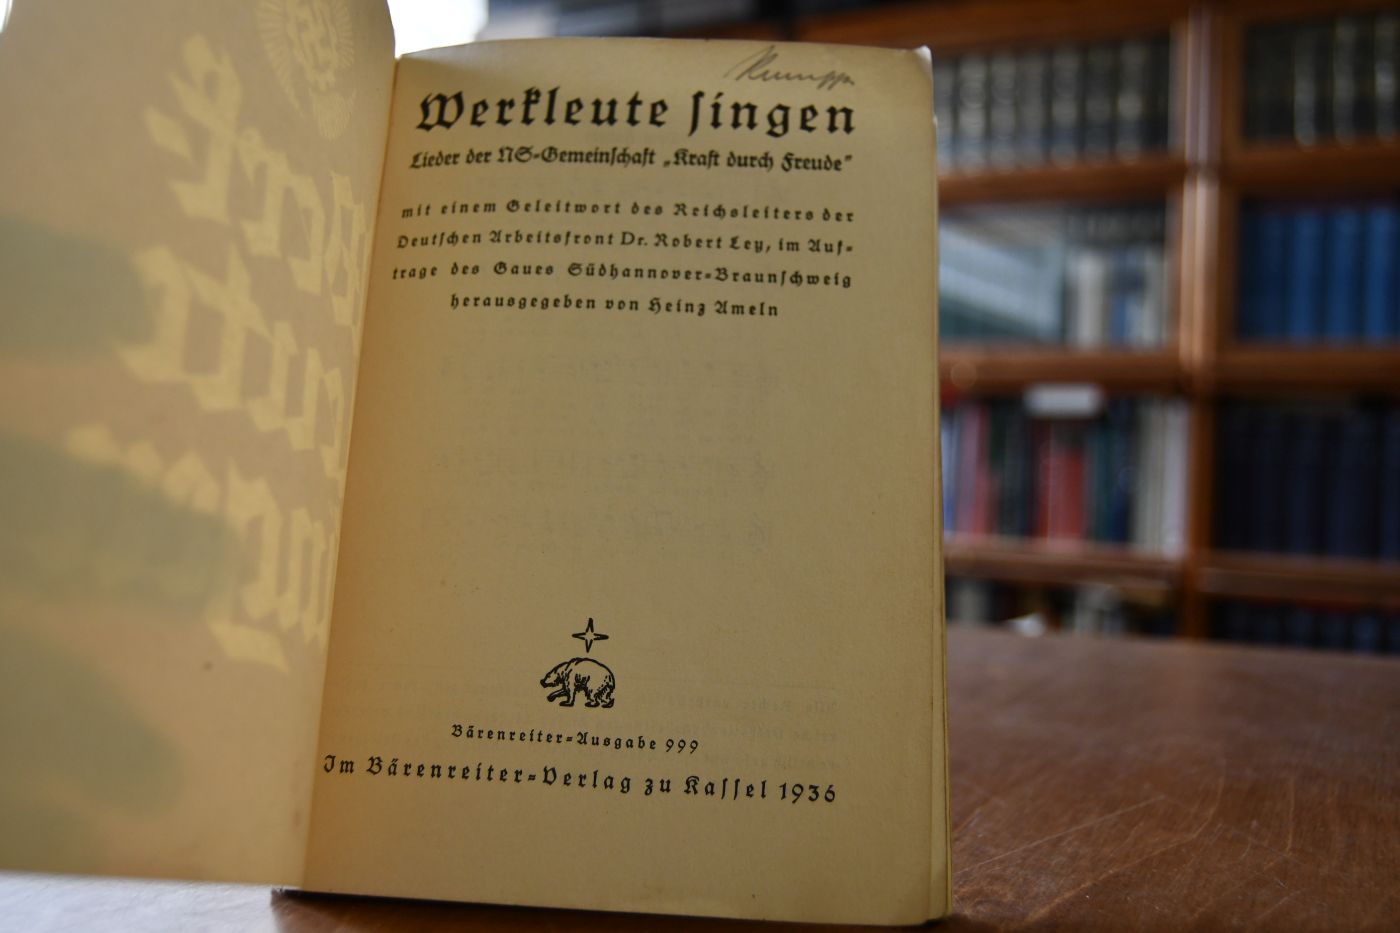 Werkleute singen
Lieder der NS-Gemeinschaft „Kraft durch Freude“
mit einem Geleitwort des Reichsleiters der
Deutschen Arbeitsfront Dr. Robert Ley, im Auf-
trage des Gaues Südhannover-Braunschweig
herausgegeben von Heinz Ameln
Bärenreiter-Ausgabe 999
Im Bärenreiter-Verlag zu Kassel 1936